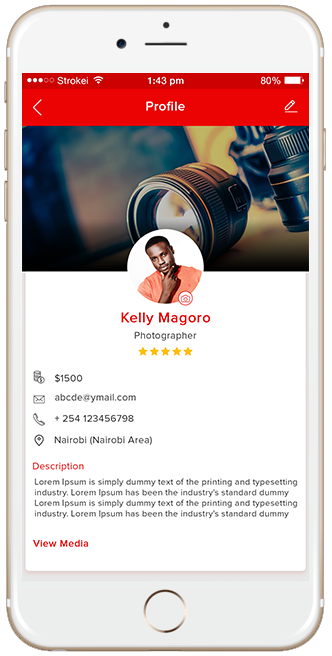 Strokei 1:43 pm 80%
Profile
Kelly Magoro
Photographer
$1500
abcde@ymail.com
+ 254 123456798
Nairobi (Nairobi Area)
Description
Lorem Ipsum is simply dummy text of the printing and typesetting
industry. Lorem Ipsum has been the industry's standard dummy
Lorem Ipsum is simply dummy text of the printing and typesetting
industry. Lorem Ipsum has been the industry's standard dummy
View Media